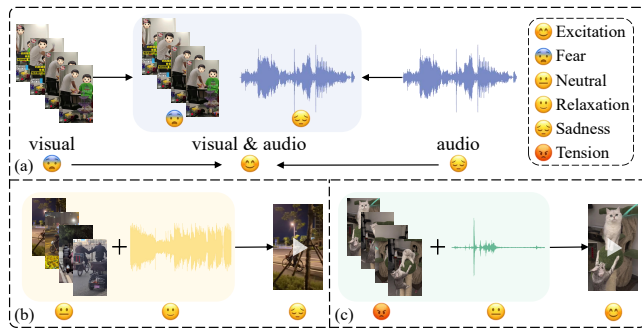 Excitation
Fear
Neutral
Relaxation
Sadness
Tension
visual
visual & audio
audio
(a)
+
+
(b)
(c)